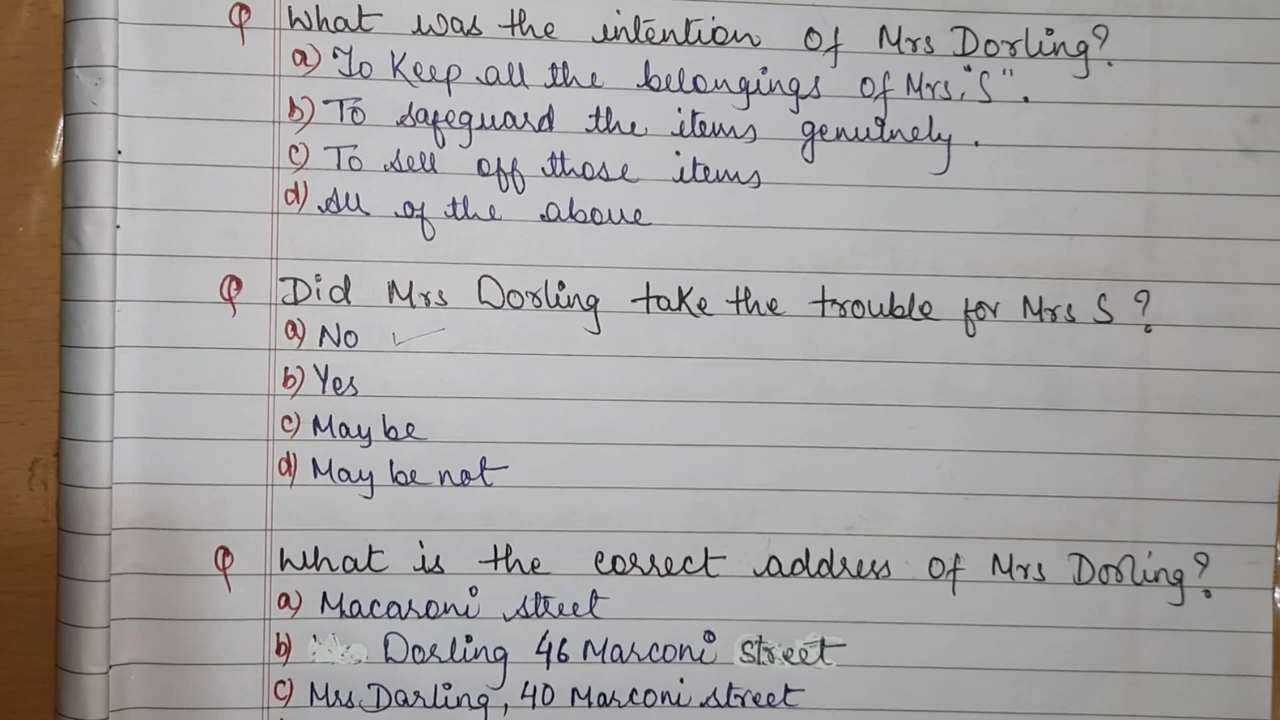 Q What was the intention of Mrs Dorling?
a) To Keep all the belongings of Mrs. "S".
b) To safeguard the items genuinely.
c) To sell off those items
d) All of the above
Q Did Mrs Dorling take the trouble for Mrs S?
a) No ✓
b) Yes
c) May be
d) May be not
Q What is the correct address of Mrs Dorling?
a) Macaroni street
b) Dorling 46 Marconi street
c) Mrs. Darling, 40 Marconi street